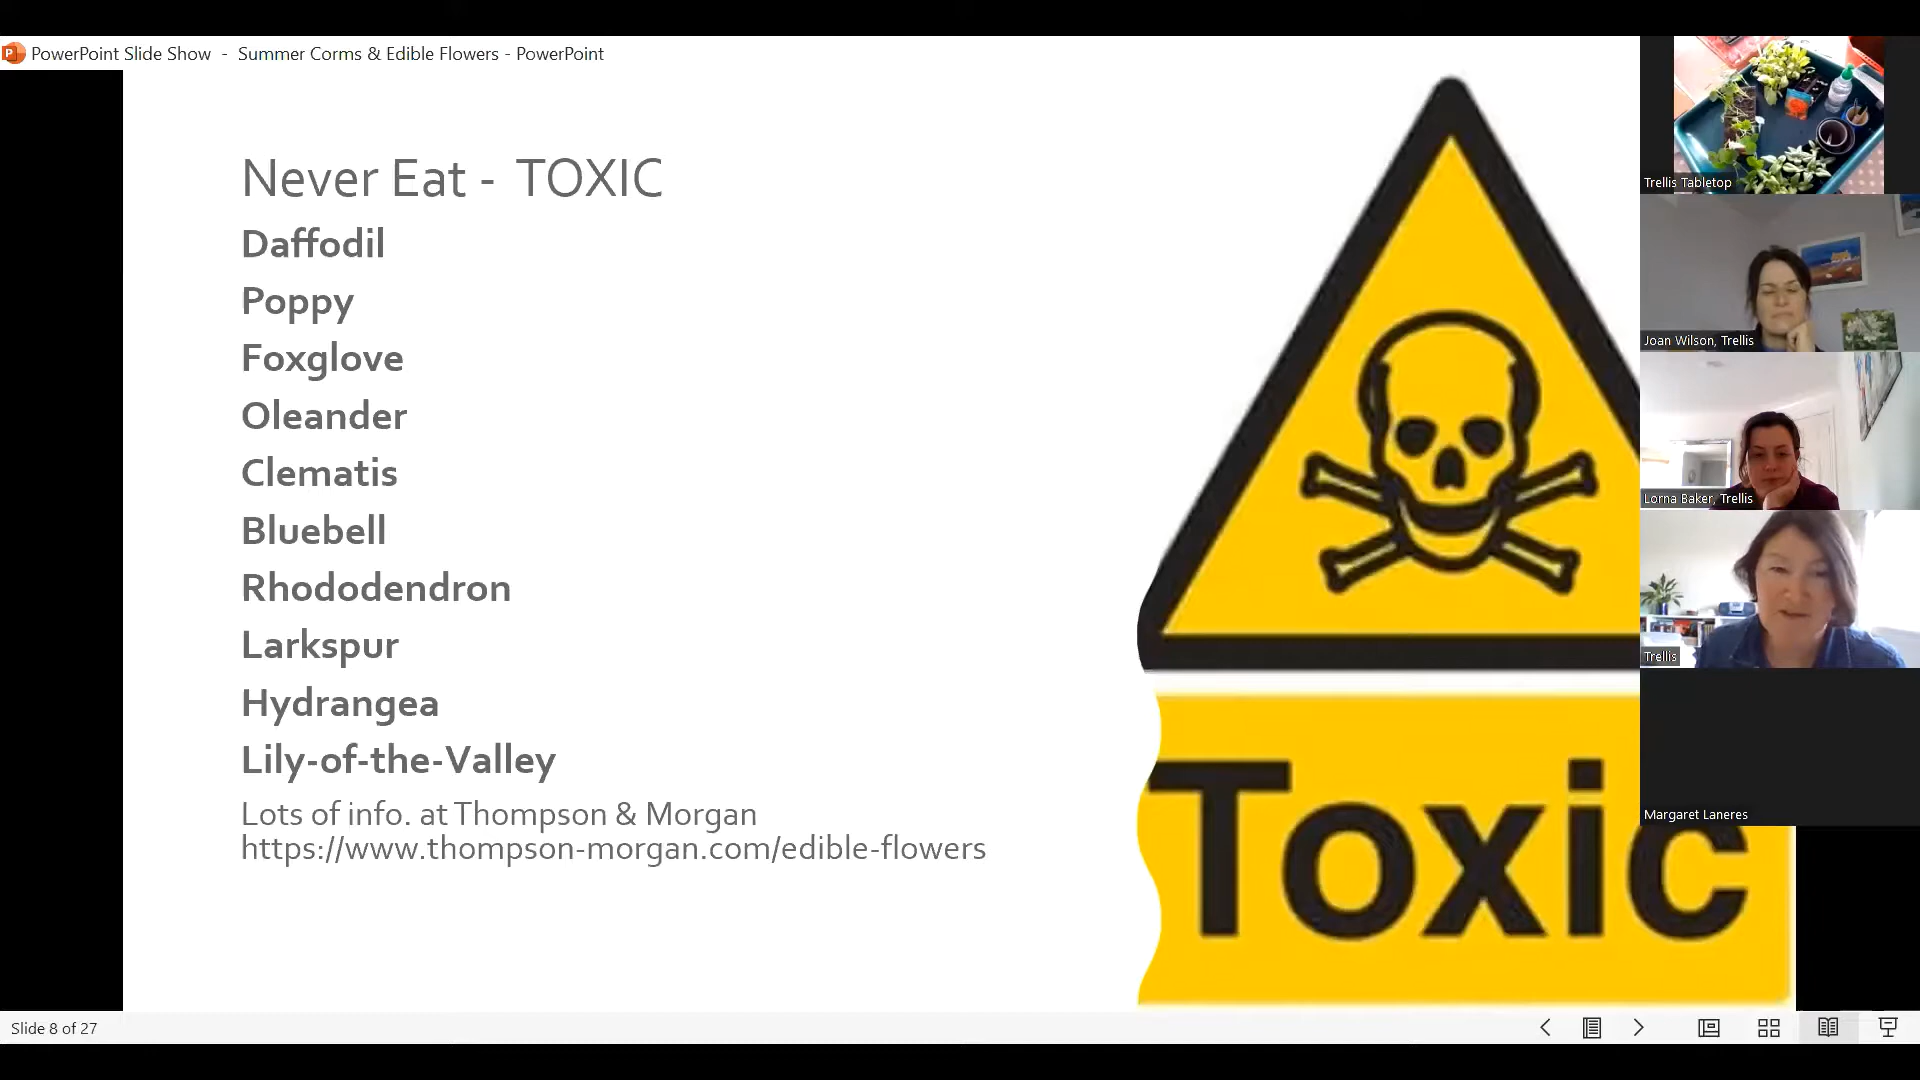 PowerPoint Slide Show - Summer Corms & Edible Flowers - PowerPoint
Never Eat - TOXIC
Daffodil
Poppy
Foxglove
Oleander
Clematis
Bluebell
Rhododendron
Larkspur
Hydrangea
Lily-of-the-Valley
Lots of info. at Thompson & Morgan
https://www.thompson-morgan.com/edible-flowers
Toxic
Trellis Tabletop
Joan Wilson, Trellis
Lorna Baker, Trellis
Trellis
Margaret Laneres
Slide 8 of 27